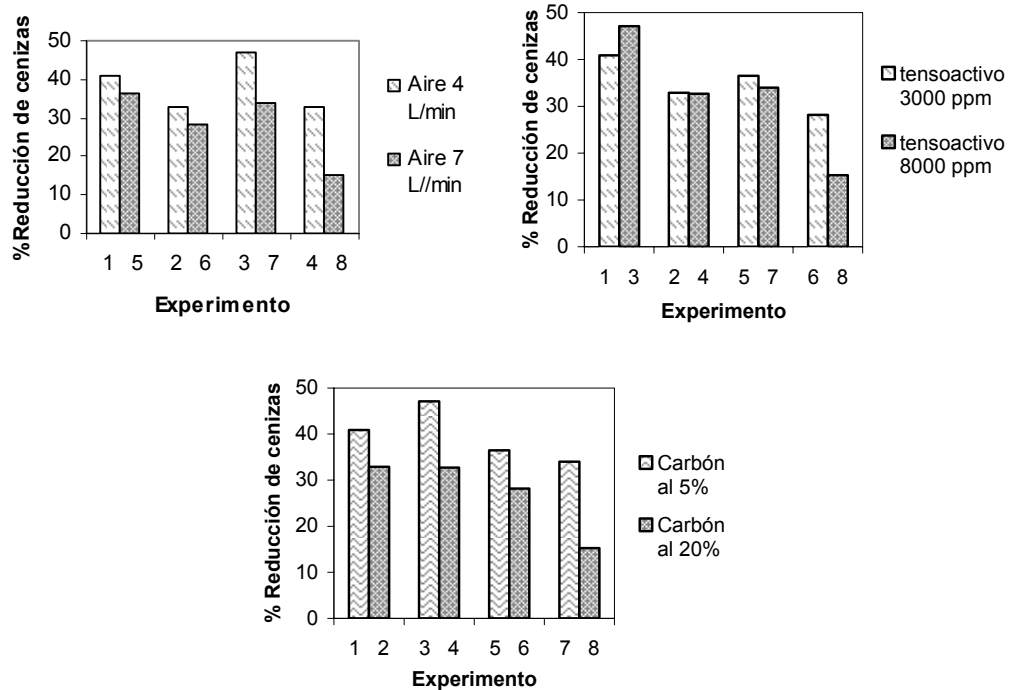 %Reducción de cenizas
50
40
30
20
10
0
1 5 2 6 3 7 4 8
Experimento
Aire 4
L/min
Aire 7
L//min
% Reducción de cenizas
50
40
30
20
10
0
1 3 2 4 5 7 6 8
Experimento
tensoactivo
3000 ppm
tensoactivo
8000 ppm
% Reducción de cenizas
50
40
30
20
10
0
1 2 3 4 5 6 7 8
Experimento
Carbón
al 5%
Carbón
al 20%